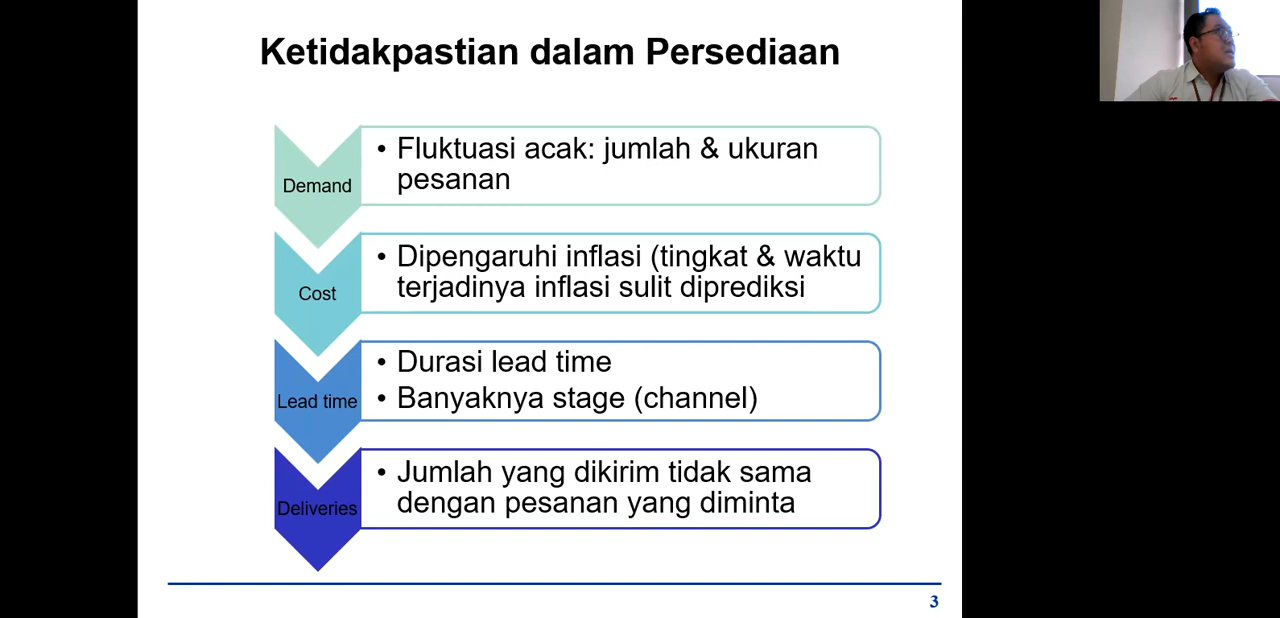 Ketidakpastian dalam Persediaan
Demand
• Fluktuasi acak: jumlah & ukuran
pesanan
Cost
• Dipengaruhi inflasi (tingkat & waktu
terjadinya inflasi sulit diprediksi
Lead time
• Durasi lead time
• Banyaknya stage (channel)
Deliveries
• Jumlah yang dikirim tidak sama
dengan pesanan yang diminta
3